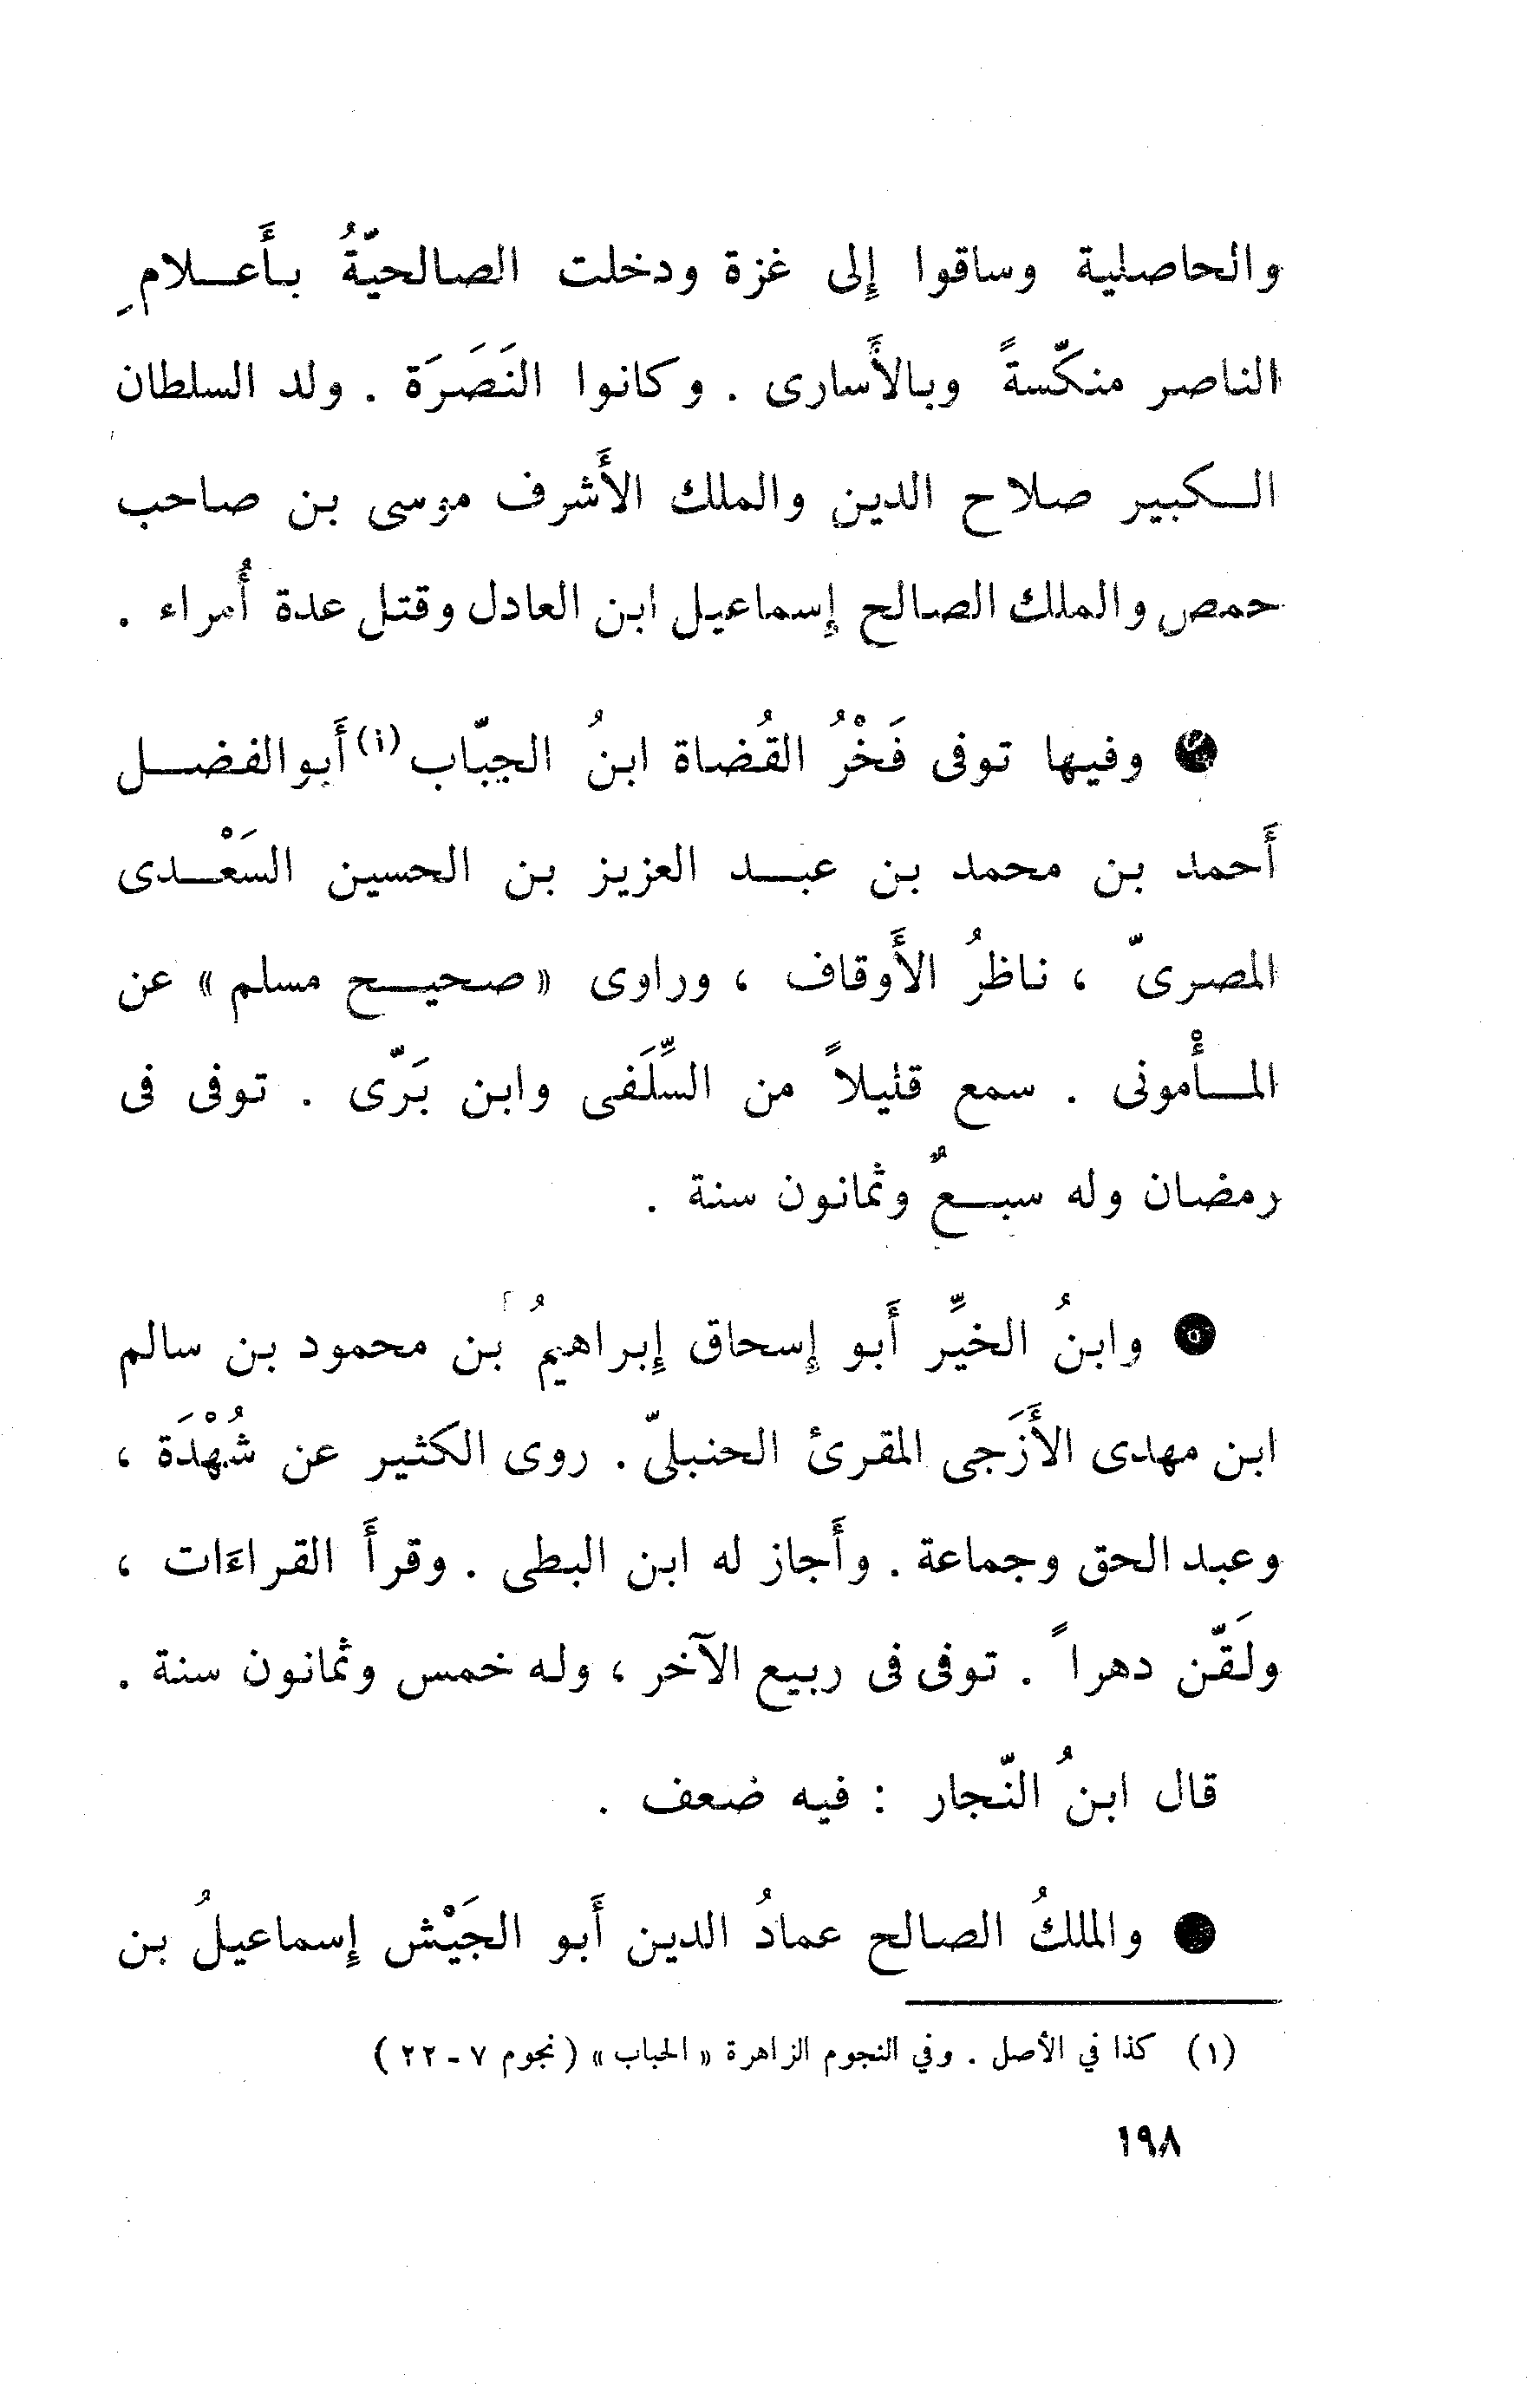 والحاصلية وساقوا إلى غزة ودخلت الصالحيّةُ بأَعلامِ
الناصر منكّسةً وبالأَسارى . وكانوا النَصَرَة . ولد السلطان
الكبير صلاح الدين والملك الأَشرف موسى بن صاحب
حمص والملك الصالح إسماعيل ابن العادل وقتل عدة أُمراء .
● وفيها توفى فَخْرُ القُضاة ابنُ الجبّاب (١) أَبو الفضل
أَحمد بن محمد بن عبد العزيز بن الحسين السَعْدى
المصرىّ ، ناظرُ الأَوقاف ، وراوى « صحيح مسلم » عن
المأْمونى . سمع قليلاً من السِّلَفى وابن بَرّى . توفى فى
رمضان وله سبعٌ وثمانون سنة .
● وابنُ الخيِّر أَبو إسحاق إبراهيمُ بن محمود بن سالم
ابن مهدى الأَزَجى المقرئ الحنبلىّ . روى الكثير عن شُهْدَة ،
وعبد الحق وجماعة . وأَجاز له ابن البطى . وقرأَ القراءَات ،
ولَقّن دهراً . توفى فى ربيع الآخر ، وله خمس وثمانون سنة .
قال ابنُ النّجار : فيه ضعف .
● والملكُ الصالح عمادُ الدين أَبو الجَيْش إسماعيلُ بن
(١) كذا في الأصل . وفي النجوم الزاهرة « الحباب » ( نجوم ٧ - ٢٢ )
١٩٨